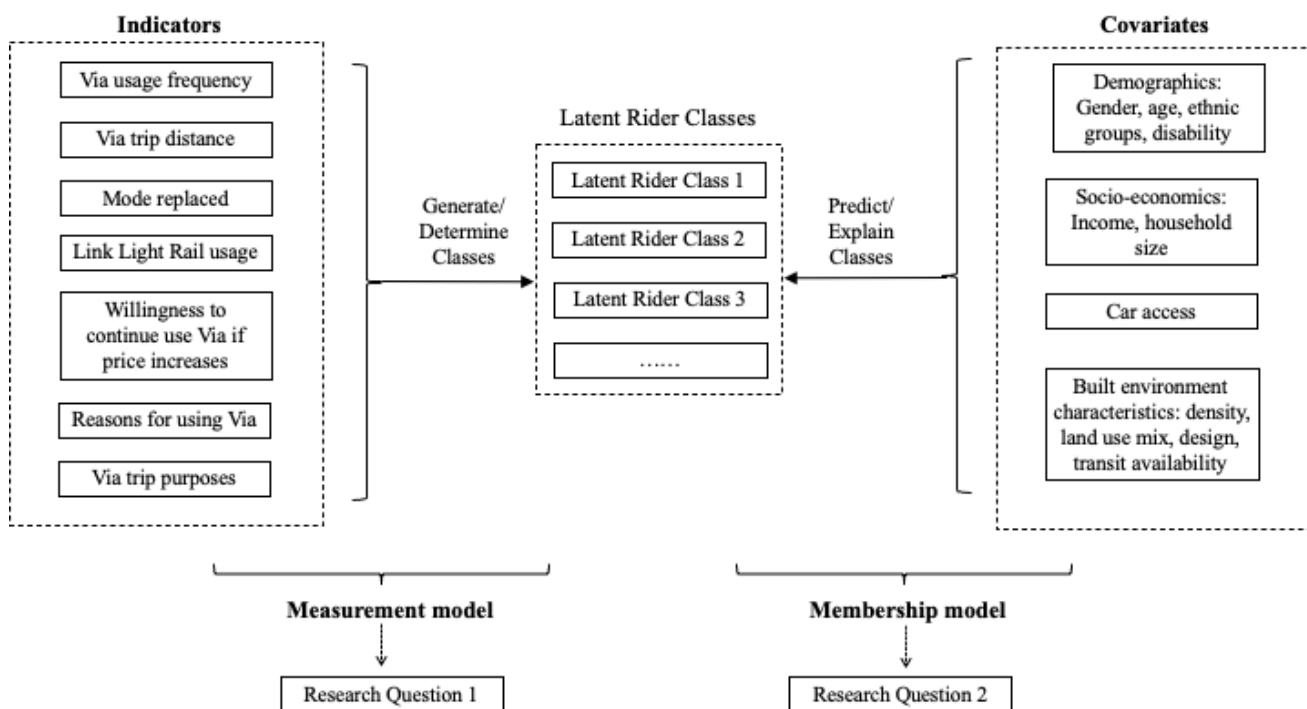 Indicators
Via usage frequency
Via trip distance
Mode replaced
Link Light Rail usage
Willingness to
continue use Via if
price increases
Reasons for using Via
Via trip purposes
Generate/
Determine
Classes
Latent Rider Classes
Latent Rider Class 1
Latent Rider Class 2
Latent Rider Class 3
……
Predict/
Explain
Classes
Covariates
Demographics:
Gender, age, ethnic
groups, disability
Socio-economics:
Income, household
size
Car access
Built environment
characteristics: density,
land use mix, design,
transit availability
Measurement model
Research Question 1
Membership model
Research Question 2